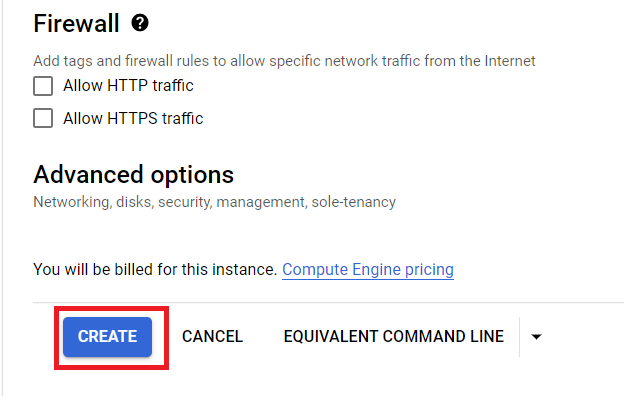 Firewall
Add tags and firewall rules to allow specific network traffic from the Internet
Allow HTTP traffic
Allow HTTPS traffic
Advanced options
Networking, disks, security, management, sole-tenancy
You will be billed for this instance. Compute Engine pricing
CREATE CANCEL EQUIVALENT COMMAND LINE